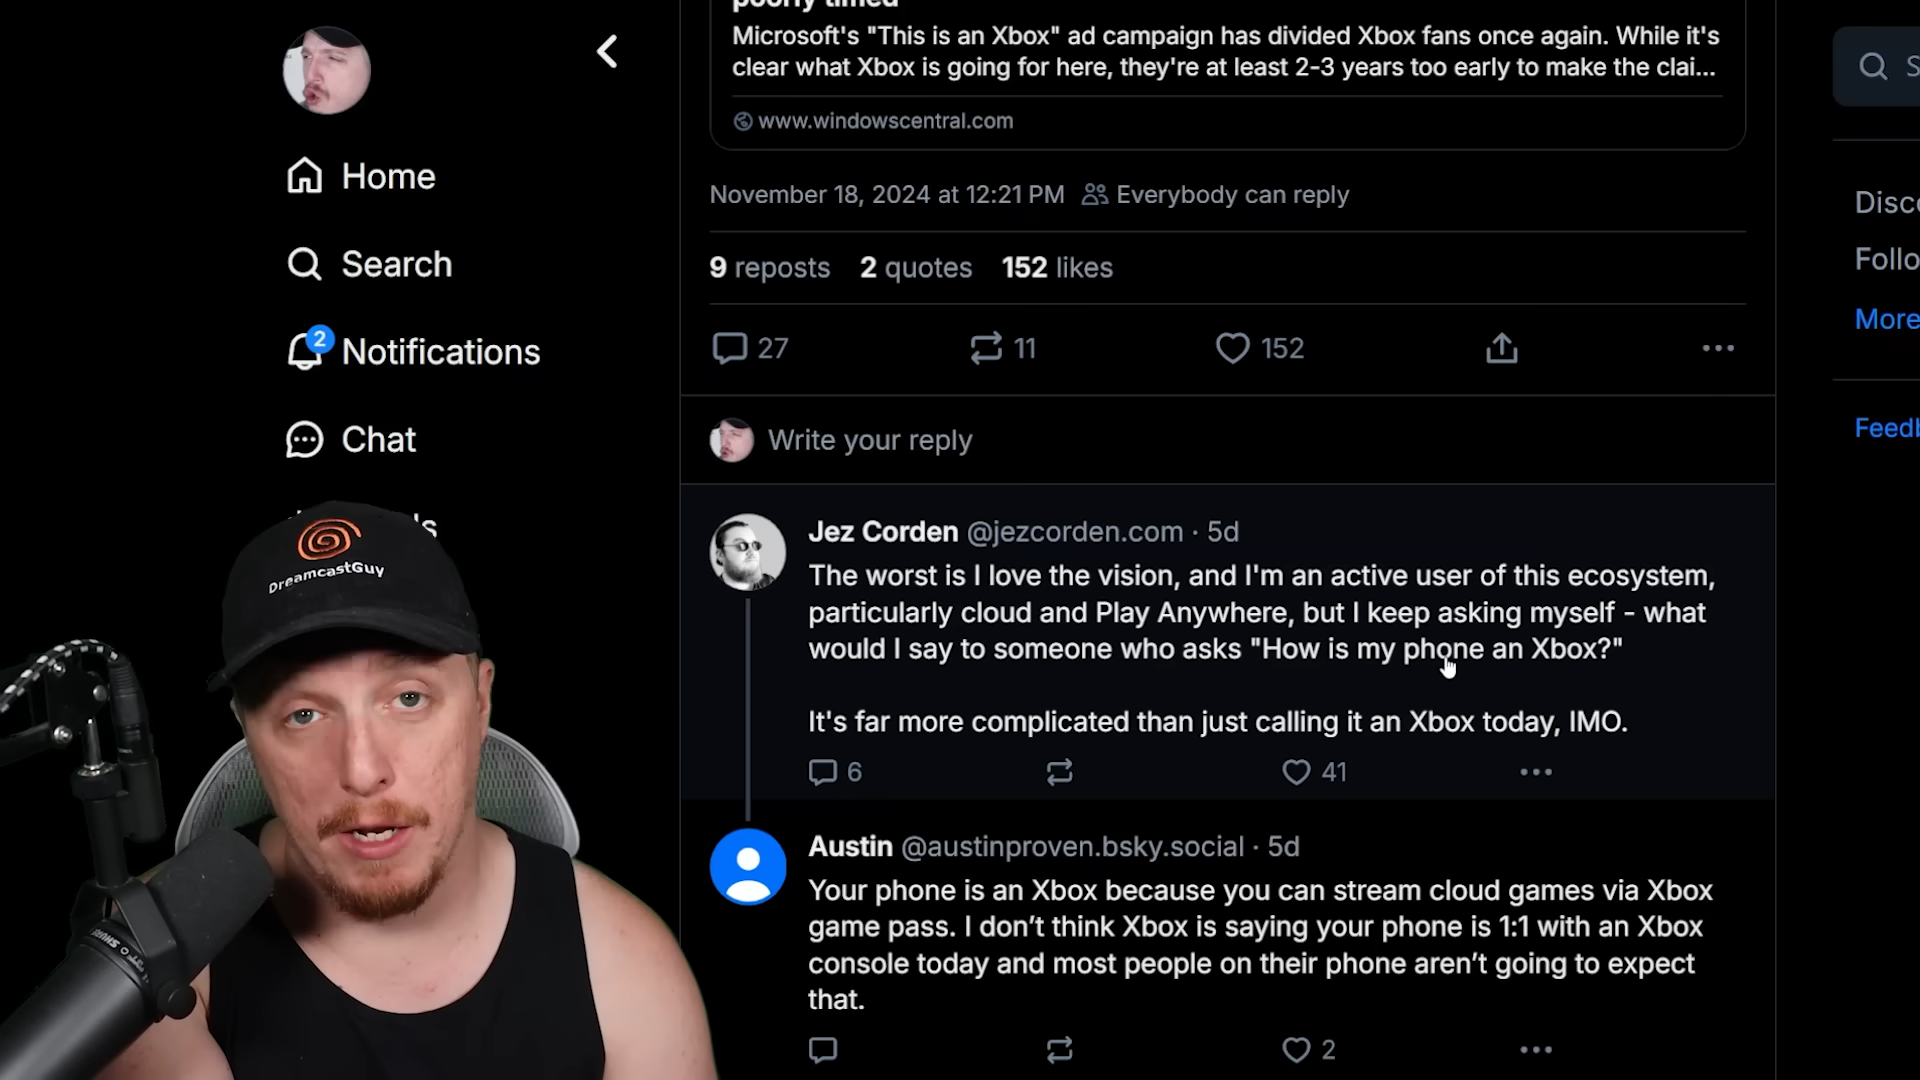 poorly timed
Microsoft's "This is an Xbox" ad campaign has divided Xbox fans once again. While it's
clear what Xbox is going for here, they're at least 2-3 years too early to make the clai...
www.windowscentral.com
November 18, 2024 at 12:21 PM Everybody can reply
9 reposts 2 quotes 152 likes
27 11 152
Write your reply
Jez Corden @jezcorden.com · 5d
The worst is I love the vision, and I'm an active user of this ecosystem,
particularly cloud and Play Anywhere, but I keep asking myself - what
would I say to someone who asks "How is my phone an Xbox?"
It's far more complicated than just calling it an Xbox today, IMO.
6 41
Austin @austinproven.bsky.social · 5d
Your phone is an Xbox because you can stream cloud games via Xbox
game pass. I don’t think Xbox is saying your phone is 1:1 with an Xbox
console today and most people on their phone aren’t going to expect
that.
2
Home
Search
2
Notifications
Chat
DreamcastGuy
SHURE
S
Disc
Follo
More
Feedb